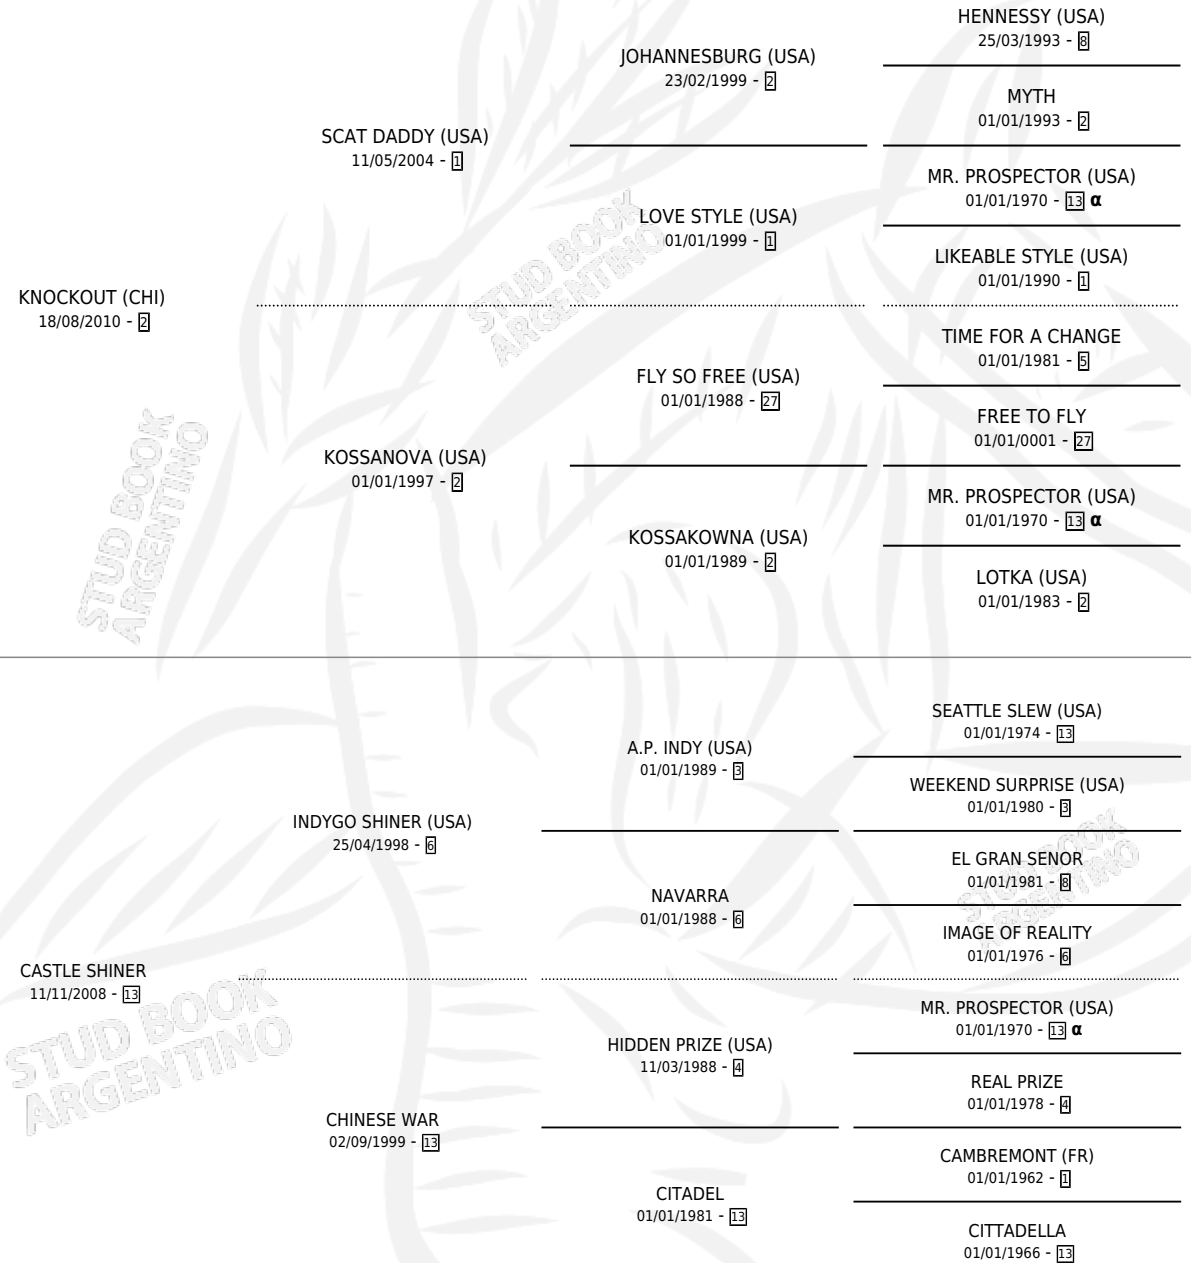 HENNESSY (USA)
25/03/1993 - 8
JOHANNESBURG (USA)
23/02/1999 - 2
MYTH
01/01/1993 - 2
SCAT DADDY (USA)
11/05/2004 - 1
MR. PROSPECTOR (USA)
01/01/1970 - 13 α
LOVE STYLE (USA)
01/01/1999 - 1
LIKEABLE STYLE (USA)
01/01/1990 - 1
KNOCKOUT (CHI)
18/08/2010 - 2
TIME FOR A CHANGE
01/01/1981 - 5
FLY SO FREE (USA)
01/01/1988 - 27
FREE TO FLY
01/01/0001 - 27
KOSSANOVA (USA)
01/01/1997 - 2
MR. PROSPECTOR (USA)
01/01/1970 - 13 α
KOSSAKOWNA (USA)
01/01/1989 - 2
LOTKA (USA)
01/01/1983 - 2
SEATTLE SLEW (USA)
01/01/1974 - 13
A.P. INDY (USA)
01/01/1989 - 3
WEEKEND SURPRISE (USA)
01/01/1980 - 3
INDYGO SHINER (USA)
25/04/1998 - 6
EL GRAN SENOR
01/01/1981 - 8
NAVARRA
01/01/1988 - 6
IMAGE OF REALITY
01/01/1976 - 6
CASTLE SHINER
11/11/2008 - 13
MR. PROSPECTOR (USA)
01/01/1970 - 13 α
HIDDEN PRIZE (USA)
11/03/1988 - 4
REAL PRIZE
01/01/1978 - 4
CHINESE WAR
02/09/1999 - 13
CAMBREMONT (FR)
01/01/1962 - 1
CITADEL
01/01/1981 - 13
CITTADELLA
01/01/1966 - 13
STUD BOOK
ARGENTINO
STUD BOOK
ARGENTINO
STUD BOOK
ARGENTINO
STUD BOOK
ARGENTINO